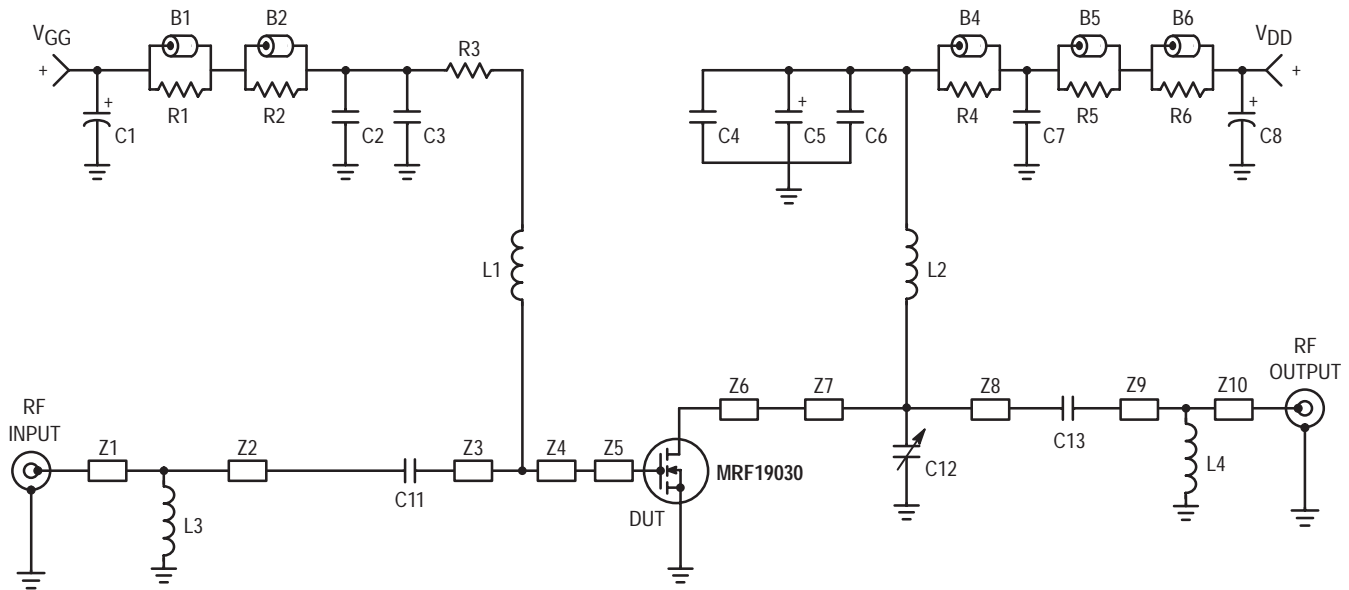 VGG
+
B1
B2
R1
R2
R3
+
C1
C2
C3
B4
B5
B6
VDD
+
R4
R5
R6
C4
+
C5
C6
C7
+
C8
L1
L2
RF
INPUT
Z1
Z2
L3
C11
Z3
Z4
Z5
DUT
MRF19030
Z6
Z7
C12
Z8
C13
Z9
Z10
L4
RF
OUTPUT